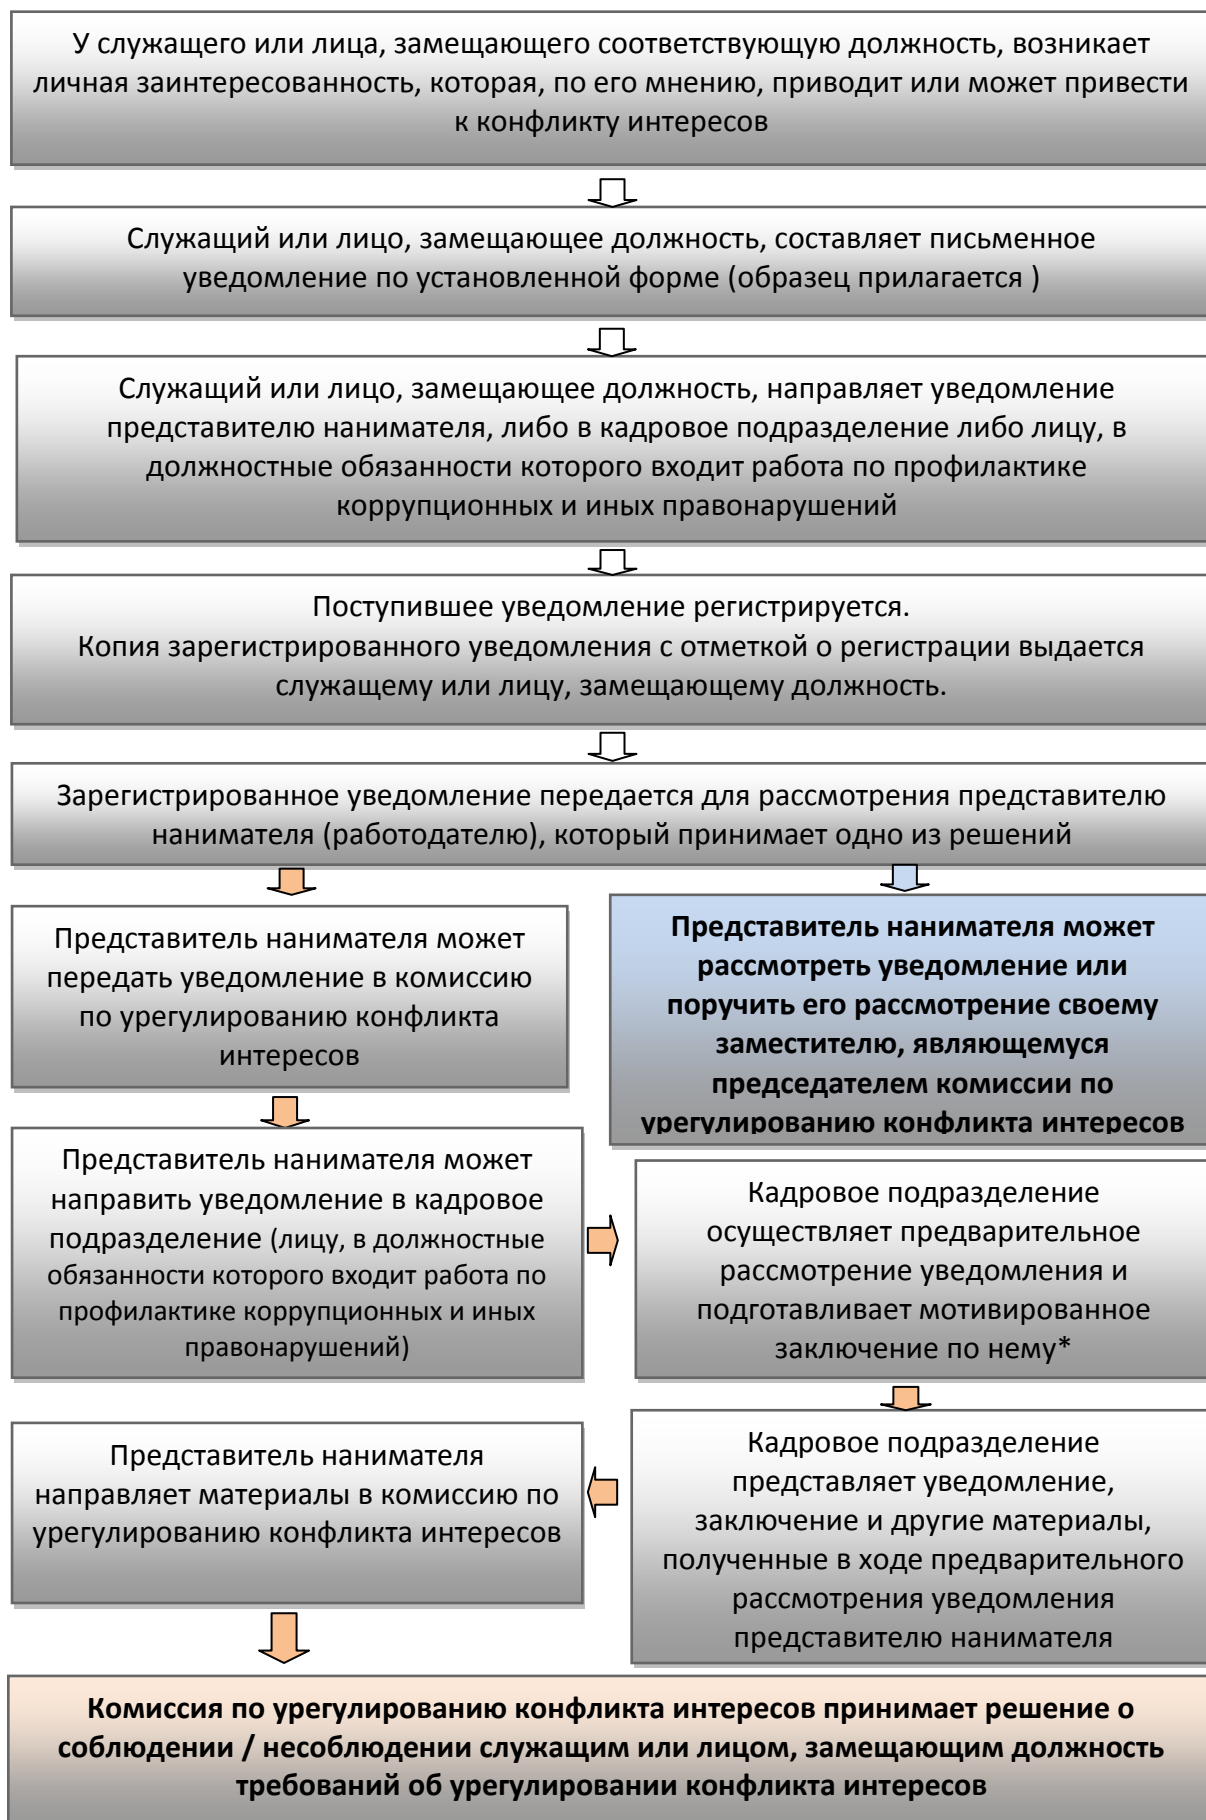 У служащего или лица, замещающего соответствующую должность, возникает
личная заинтересованность, которая, по его мнению, приводит или может привести
к конфликту интересов
Служащий или лицо, замещающее должность, составляет письменное
уведомление по установленной форме (образец прилагается )
Служащий или лицо, замещающее должность, направляет уведомление
представителю нанимателя, либо в кадровое подразделение либо лицу, в
должностные обязанности которого входит работа по профилактике
коррупционных и иных правонарушений
Поступившее уведомление регистрируется.
Копия зарегистрированного уведомления с отметкой о регистрации выдается
служащему или лицу, замещающему должность.
Зарегистрированное уведомление передается для рассмотрения представителю
нанимателя (работодателю), который принимает одно из решений
Представитель нанимателя может
передать уведомление в комиссию
по урегулированию конфликта
интересов
Представитель нанимателя может
рассмотреть уведомление или
поручить его рассмотрение своему
заместителю, являющемуся
председателем комиссии по
урегулированию конфликта интересов
Представитель нанимателя может
направить уведомление в кадровое
подразделение (лицу, в должностные
обязанности которого входит работа по
профилактике коррупционных и иных
правонарушений)
Кадровое подразделение
осуществляет предварительное
рассмотрение уведомления и
подготавливает мотивированное
заключение по нему*
Представитель нанимателя
направляет материалы в комиссию по
урегулированию конфликта интересов
Кадровое подразделение
представляет уведомление,
заключение и другие материалы,
полученные в ходе предварительного
рассмотрения уведомления
представителю нанимателя
Комиссия по урегулированию конфликта интересов принимает решение о
соблюдении / несоблюдении служащим или лицом, замещающим должность
требований об урегулировании конфликта интересов